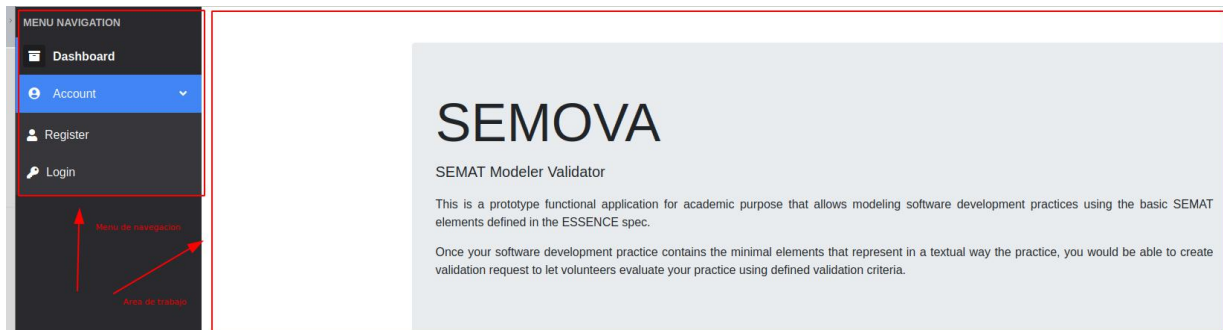 MENU NAVIGATION
Dashboard
Account
Register
Login
Menu de navegacion
Area de trabajo
SEMOVA
SEMAT Modeler Validator
This is a prototype functional application for academic purpose that allows modeling software development practices using the basic SEMAT
elements defined in the ESSENCE spec.
Once your software development practice contains the minimal elements that represent in a textual way the practice, you would be able to create
validation request to let volunteers evaluate your practice using defined validation criteria.